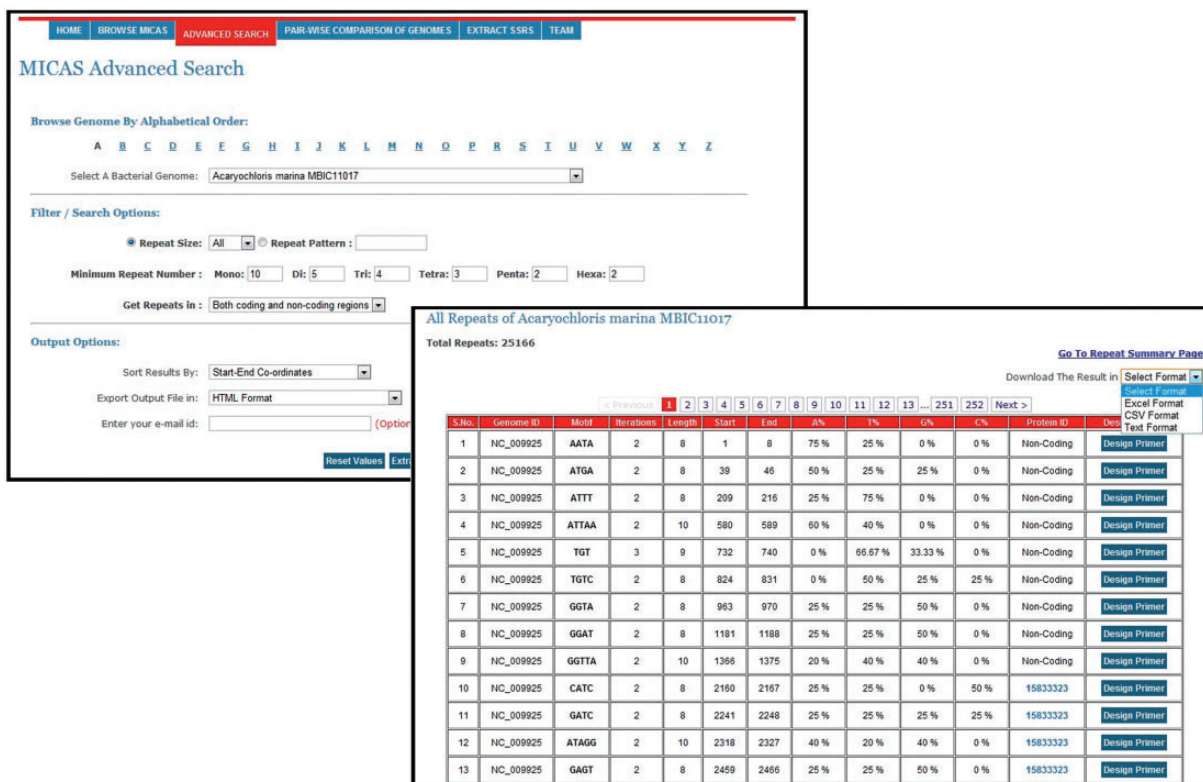 HOME BROWSE MICAS ADVANCED SEARCH PAIR-WISE COMPARISON OF GENOMES EXTRACT SSRS TEAM
MICAS Advanced Search
Browse Genome By Alphabetical Order:
A B C D E F G H I J K L M N O P R S T U V W X Y Z
Select A Bacterial Genome: Acaryochloris marina MBIC11017
Filter / Search Options:
Repeat Size: All Repeat Pattern :
Minimum Repeat Number : Mono: 10 Di: 5 Tri: 4 Tetra: 3 Penta: 2 Hexa: 2
Get Repeats in : Both coding and non-coding regions
Output Options:
Sort Results By: Start-End Co-ordinates
Export Output File in: HTML Format
Enter your e-mail id: (Option
Reset Values Extra
All Repeats of Acaryochloris marina MBIC11017
Total Repeats: 25166
Go To Repeat Summary Page
Download The Result in Select Format
Select Format
Excel Format
CSV Format
Text Format
< Previous 1 2 3 4 5 6 7 8 9 10 11 12 13 ... 251 252 Next >
S.No. Genome ID Motif Iterations Length Start End A% T% G% C% Protein ID Des
1 NC_009925 AATA 2 8 1 8 75 % 25 % 0 % 0 % Non-Coding Design Primer
2 NC_009925 ATGA 2 8 39 46 50 % 25 % 25 % 0 % Non-Coding Design Primer
3 NC_009925 ATTT 2 8 209 216 25 % 75 % 0 % 0 % Non-Coding Design Primer
4 NC_009925 ATTAA 2 10 580 589 60 % 40 % 0 % 0 % Non-Coding Design Primer
5 NC_009925 TGT 3 9 732 740 0 % 66.67 % 33.33 % 0 % Non-Coding Design Primer
6 NC_009925 TGTC 2 8 824 831 0 % 50 % 25 % 25 % Non-Coding Design Primer
7 NC_009925 GGTA 2 8 963 970 25 % 25 % 50 % 0 % Non-Coding Design Primer
8 NC_009925 GGAT 2 8 1181 1188 25 % 25 % 50 % 0 % Non-Coding Design Primer
9 NC_009925 GGTTA 2 10 1366 1375 20 % 40 % 40 % 0 % Non-Coding Design Primer
10 NC_009925 CATC 2 8 2160 2167 25 % 25 % 0 % 50 % 15833323 Design Primer
11 NC_009925 GATC 2 8 2241 2248 25 % 25 % 25 % 25 % 15833323 Design Primer
12 NC_009925 ATAGG 2 10 2318 2327 40 % 20 % 40 % 0 % 15833323 Design Primer
13 NC_009925 GAGT 2 8 2459 2466 25 % 25 % 50 % 0 % 15833323 Design Primer